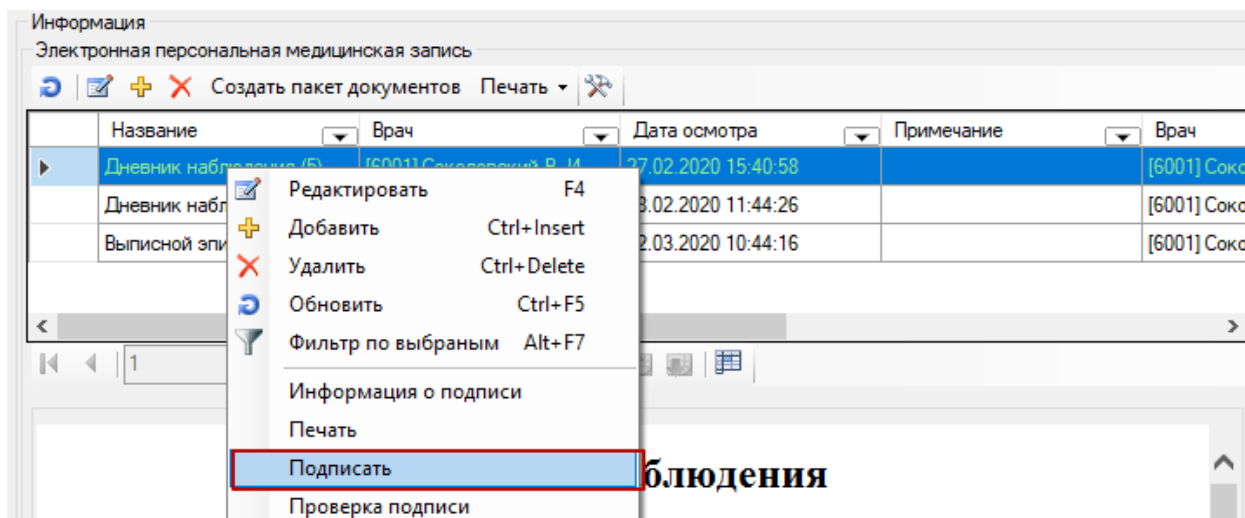 Информация
Электронная персональная медицинская запись
Создать пакет документов Печать
Название Врач Дата осмотра Примечание Врач
Дневник наблюдения (5) [6001] Соколовский В. И. 27.02.2020 15:40:58 [6001] Соко
Дневник набл 3.02.2020 11:44:26 [6001] Соко
Выписной эпи 2.03.2020 10:44:16 [6001] Соко
Редактировать F4
Добавить Ctrl+Insert
Удалить Ctrl+Delete
Обновить Ctrl+F5
Фильтр по выбраным Alt+F7
1
Информация о подписи
Печать
Подписать
блюдения
Проверка подписи